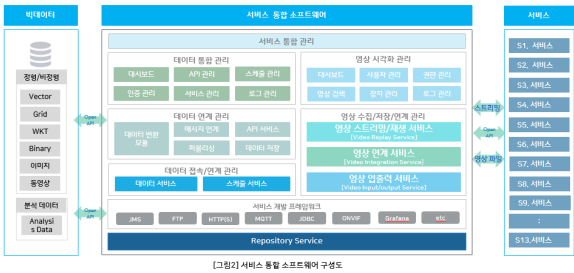 빅데이터
정형/비정형
Vector
Grid
WKT
Binary
이미지
동영상
분석 데이터
Analysi
s Data
Open
API
Open
API
서비스 통합 소프트웨어
서비스 통합 관리
데이터 통합 관리
대시보드
API 관리
스케줄 관리
인증 관리
서비스 관리
로그 관리
영상 시각화 관리
대시보드
사용자 관리
권한 관리
영상 검색
장치 관리
로그 관리
데이터 연계 관리
데이터 변환
모듈
메시지 연계
API 서비스
퍼블리싱
데이터 저장
영상 수집/저장/연계 관리
영상 스트리밍/재생 서비스
[Video Replay Service]
영상 연계 서비스
[Video Integration Service]
영상 입출력 서비스
[Video Input/output Service]
데이터 접속/연계 관리
데이터 서비스
스케줄 서비스
서비스 개발 프레임워크
JMS
FTP
HTTP(S)
MQTT
JDBC
ONVIF
Grafana
etc
Repository Service
스트리밍
Open
API
영상 파일
서비스
S1, 서비스
S2, 서비스
S3, 서비스
S4, 서비스
S5, 서비스
S6, 서비스
S7, 서비스
S8, 서비스
S9, 서비스
:
S13,서비스
[그림2] 서비스 통합 소프트웨어 구성도